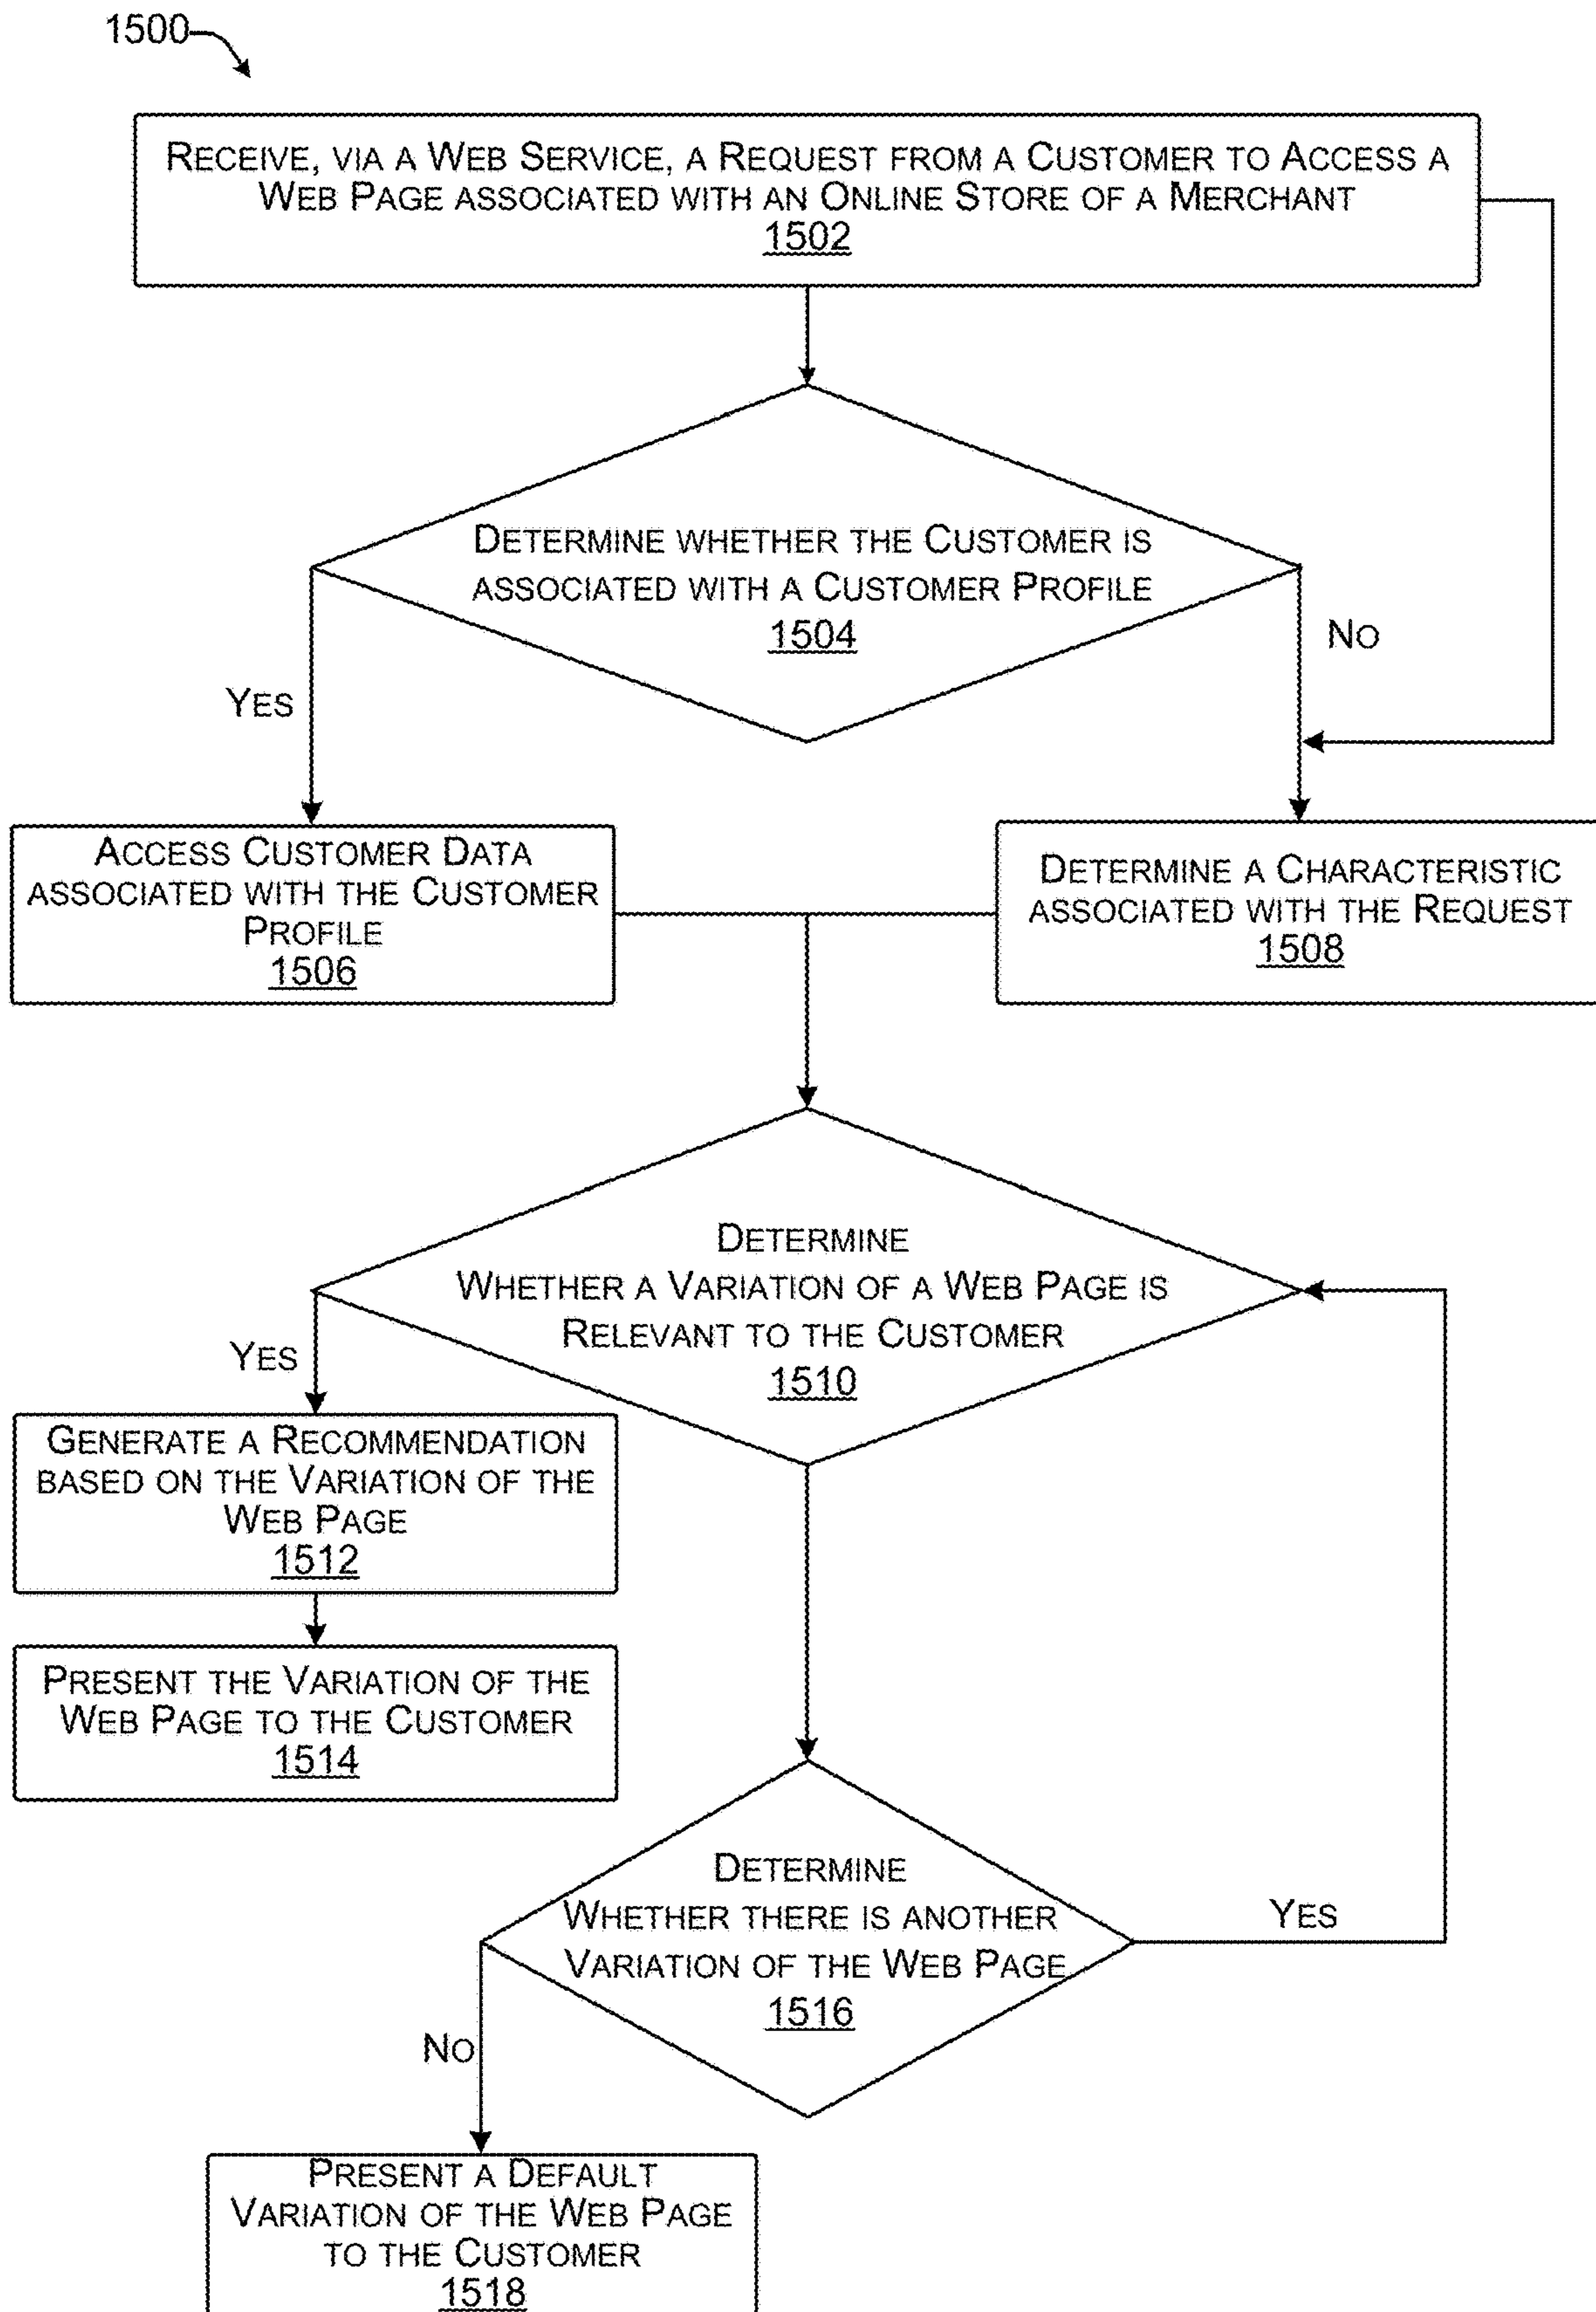 1500
RECEIVE, VIA A WEB SERVICE, A REQUEST FROM A CUSTOMER TO ACCESS A
WEB PAGE ASSOCIATED WITH AN ONLINE STORE OF A MERCHANT
1502
DETERMINE WHETHER THE CUSTOMER IS
ASSOCIATED WITH A CUSTOMER PROFILE
1504
NO
YES
ACCESS CUSTOMER DATA
ASSOCIATED WITH THE CUSTOMER
PROFILE
1506
DETERMINE A CHARACTERISTIC
ASSOCIATED WITH THE REQUEST
1508
DETERMINE
WHETHER A VARIATION OF A WEB PAGE IS
RELEVANT TO THE CUSTOMER
1510
YES
GENERATE A RECOMMENDATION
BASED ON THE VARIATION OF THE
WEB PAGE
1512
PRESENT THE VARIATION OF THE
WEB PAGE TO THE CUSTOMER
1514
DETERMINE
WHETHER THERE IS ANOTHER
VARIATION OF THE WEB PAGE
1516
YES
NO
PRESENT A DEFAULT
VARIATION OF THE WEB PAGE
TO THE CUSTOMER
1518